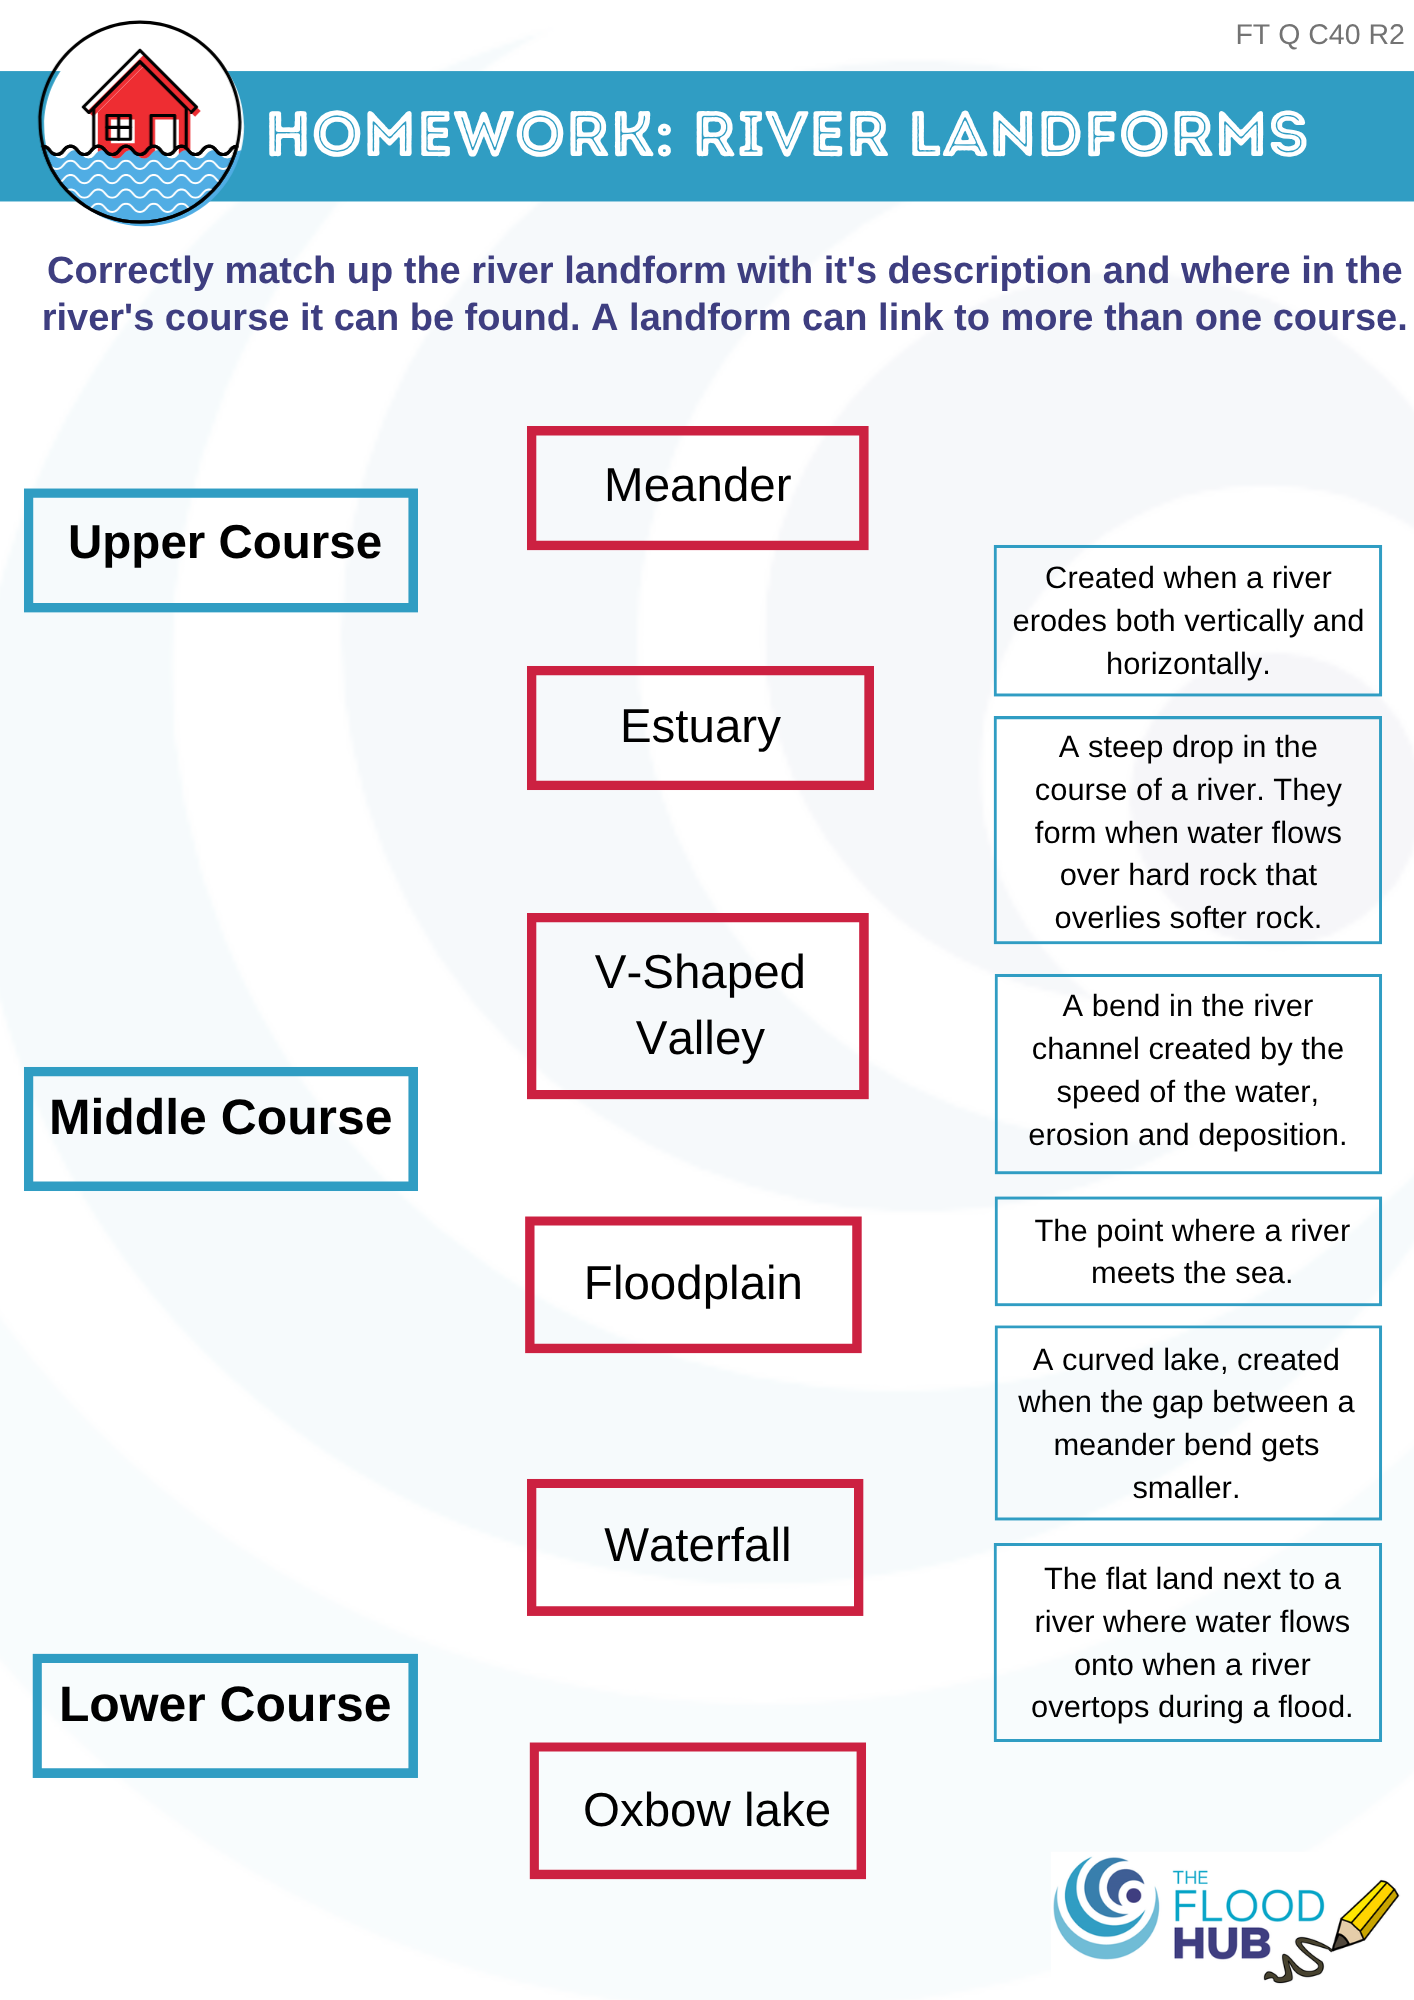 FT Q C40 R2
HOMEWORK: RIVER LANDFORMS
Correctly match up the river landform with it's description and where in the
river's course it can be found. A landform can link to more than one course.
Upper Course
Middle Course
Lower Course
Meander
Estuary
V-Shaped
Valley
Floodplain
Waterfall
Oxbow lake
Created when a river
erodes both vertically and
horizontally.
A steep drop in the
course of a river. They
form when water flows
over hard rock that
overlies softer rock.
A bend in the river
channel created by the
speed of the water,
erosion and deposition.
The point where a river
meets the sea.
A curved lake, created
when the gap between a
meander bend gets
smaller.
The flat land next to a
river where water flows
onto when a river
overtops during a flood.
THE
FLOOD
HUB